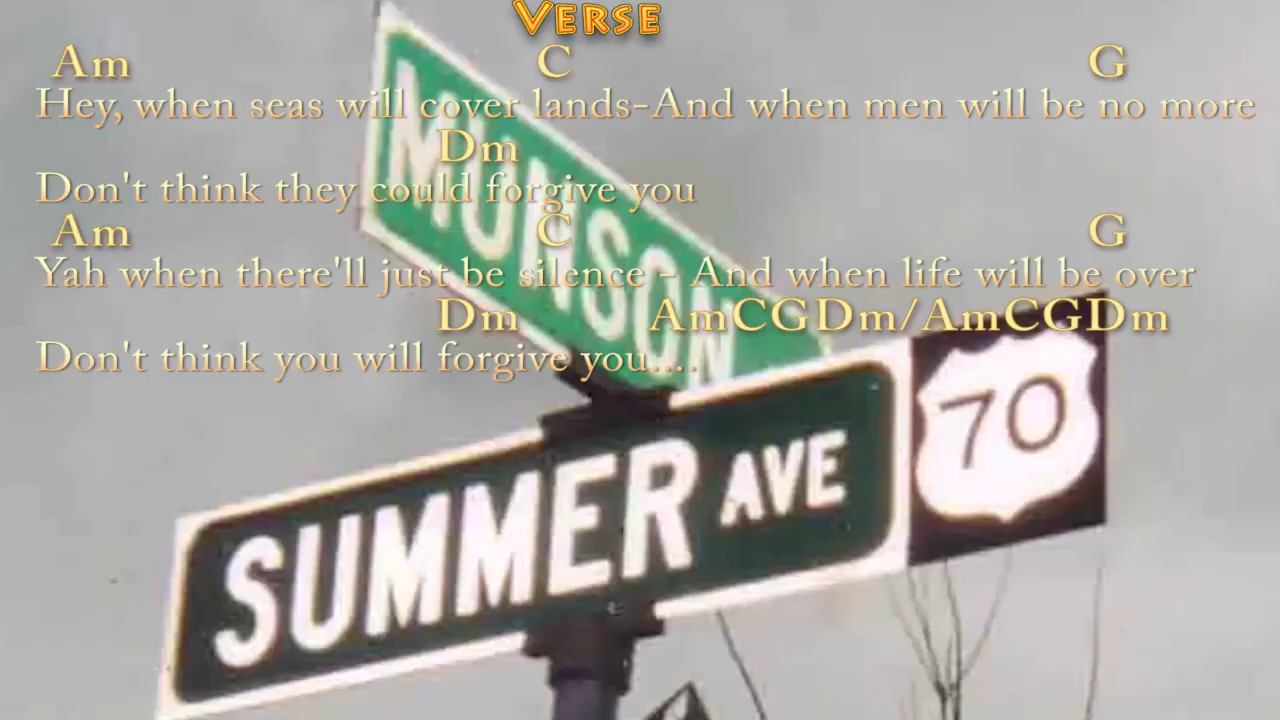 VERSE
Am C G
Hey, when seas will cover lands-And when men will be no more
Dm
Don't think they could forgive you
Am C G
Yah when there'll just be silence - And when life will be over
Dm AmCGDm/AmCGDm
Don't think you will forgive you....
MUNSON
SUMMER AVE
70